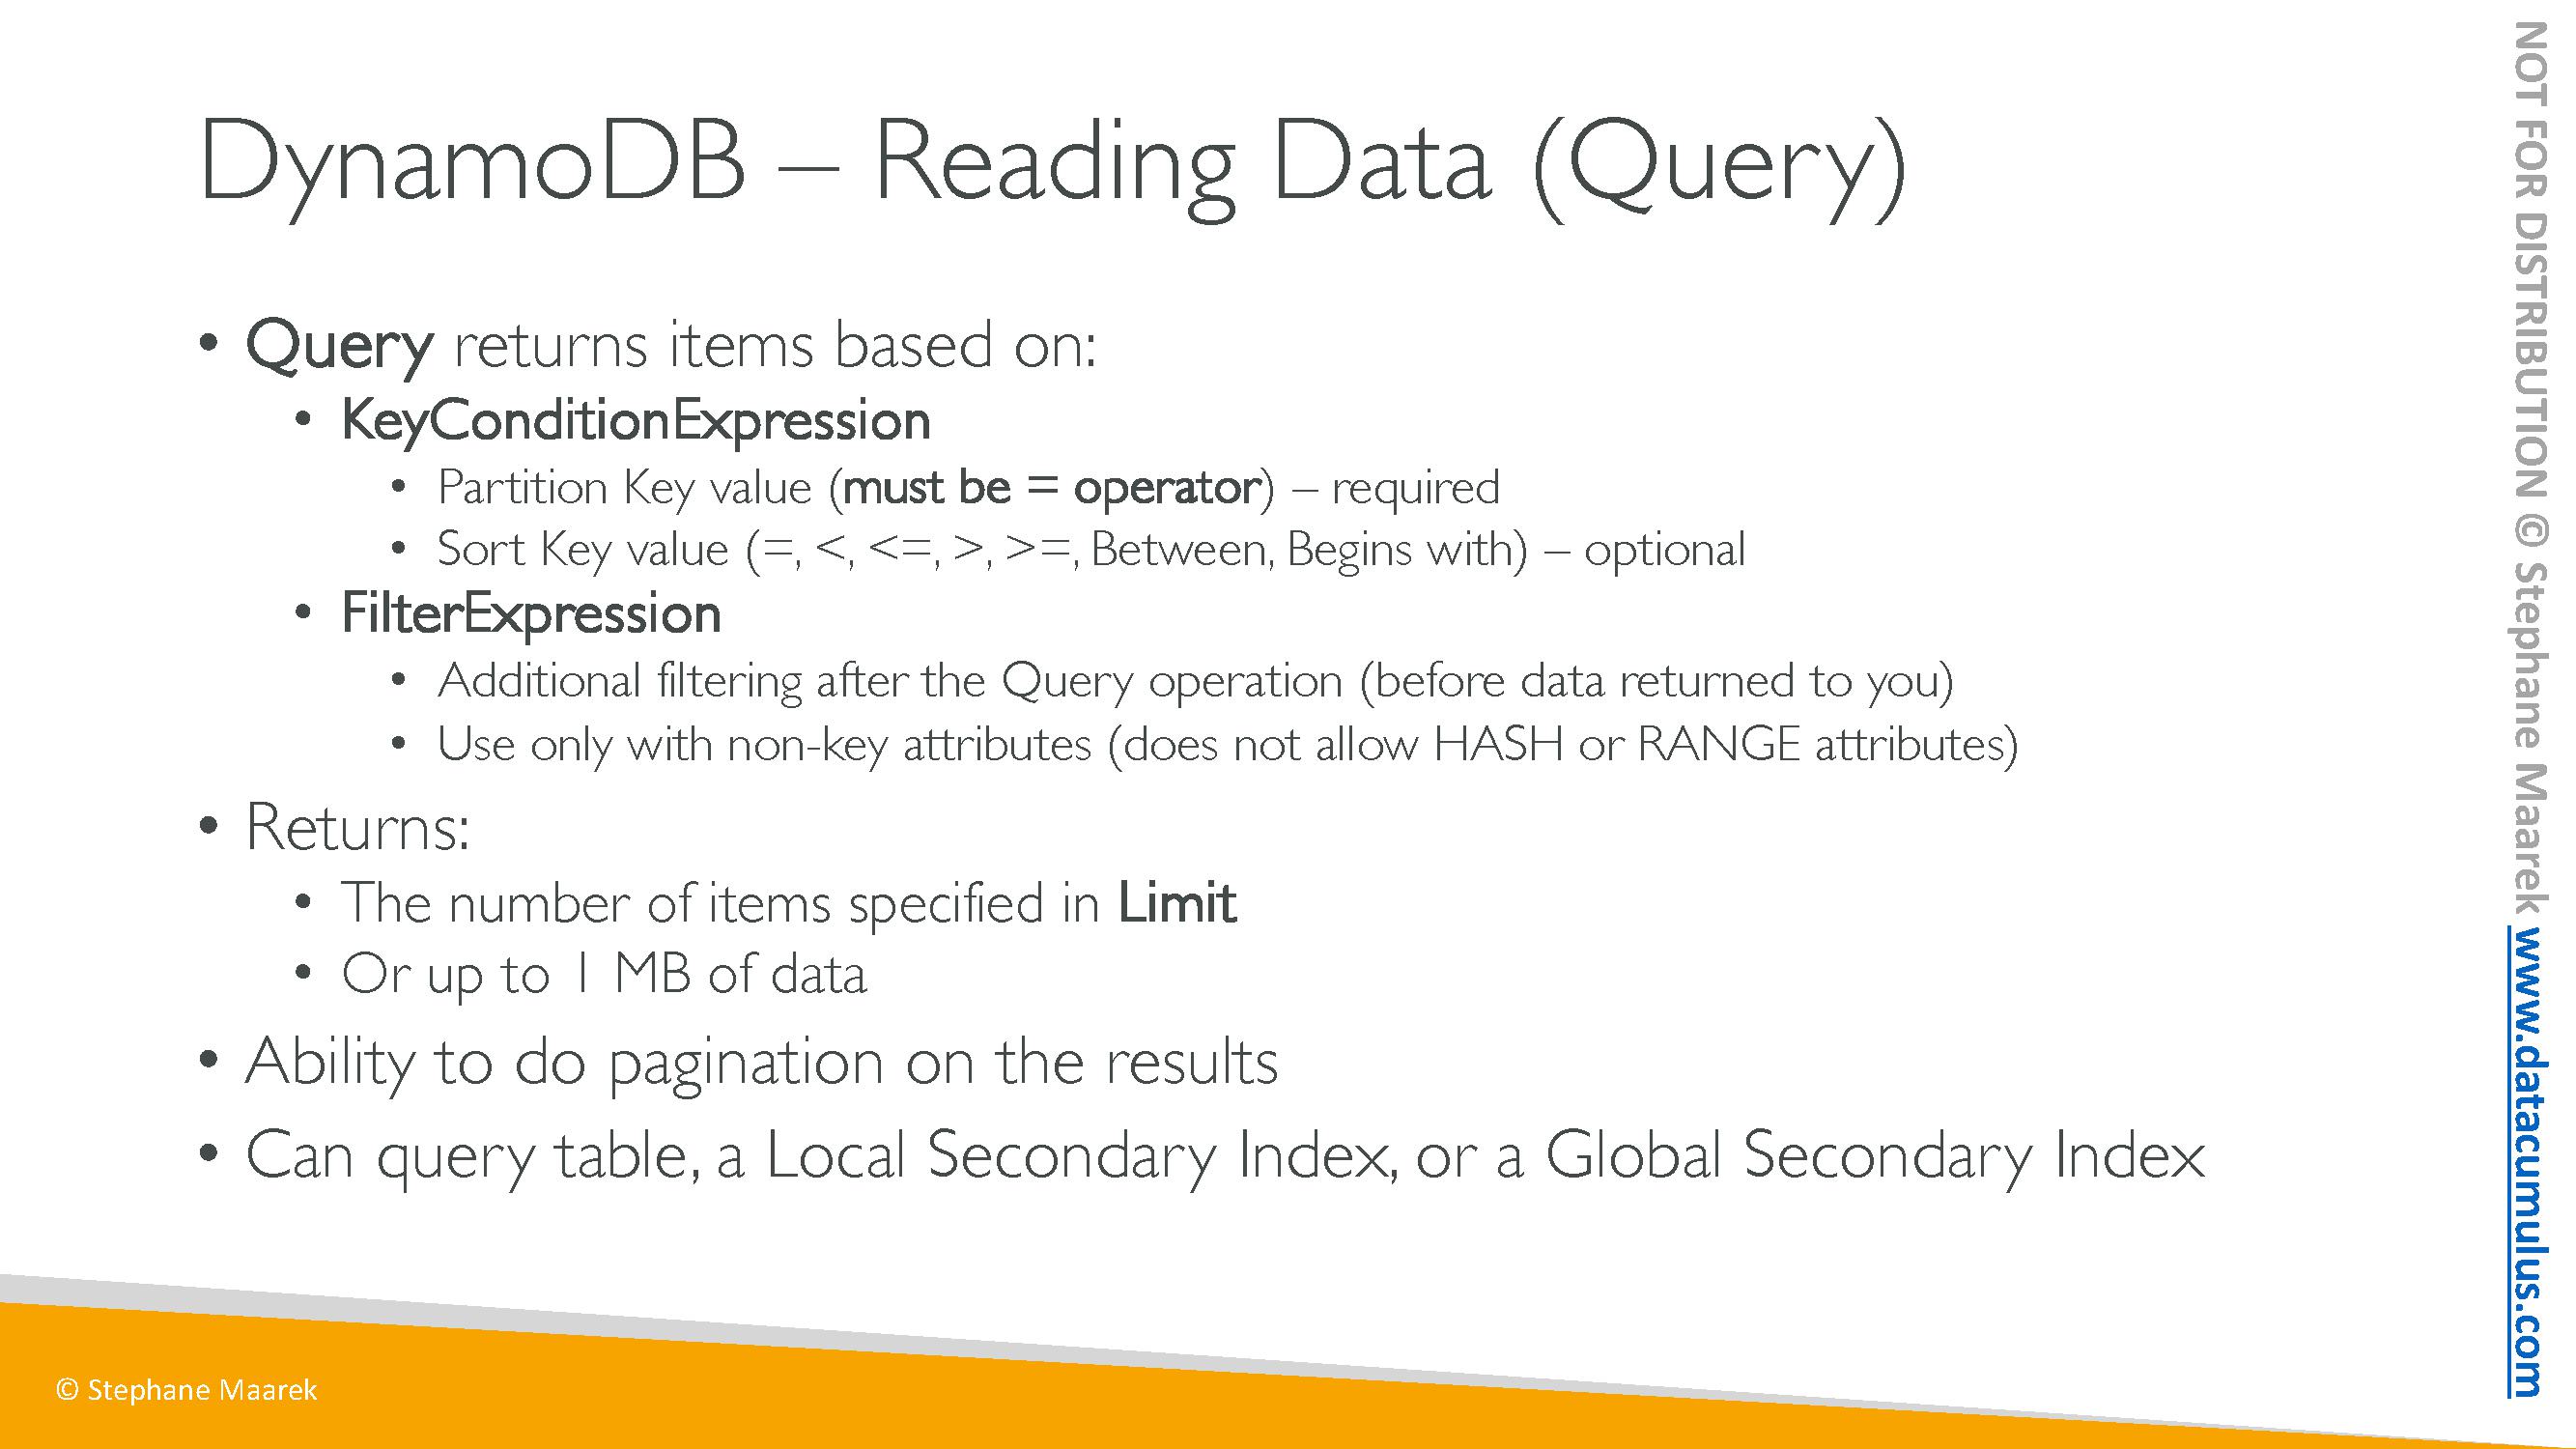 DynamoDB – Reading Data (Query)
• Query returns items based on:
• KeyConditionExpression
• Partition Key value (must be = operator) – required
• Sort Key value (=, <, <=, >, >=, Between, Begins with) – optional
• FilterExpression
• Additional filtering after the Query operation (before data returned to you)
• Use only with non-key attributes (does not allow HASH or RANGE attributes)
• Returns:
• The number of items specified in Limit
• Or up to 1 MB of data
• Ability to do pagination on the results
• Can query table, a Local Secondary Index, or a Global Secondary Index
© Stephane Maarek
NOT FOR DISTRIBUTION © Stephane Maarek www.datacumulus.com